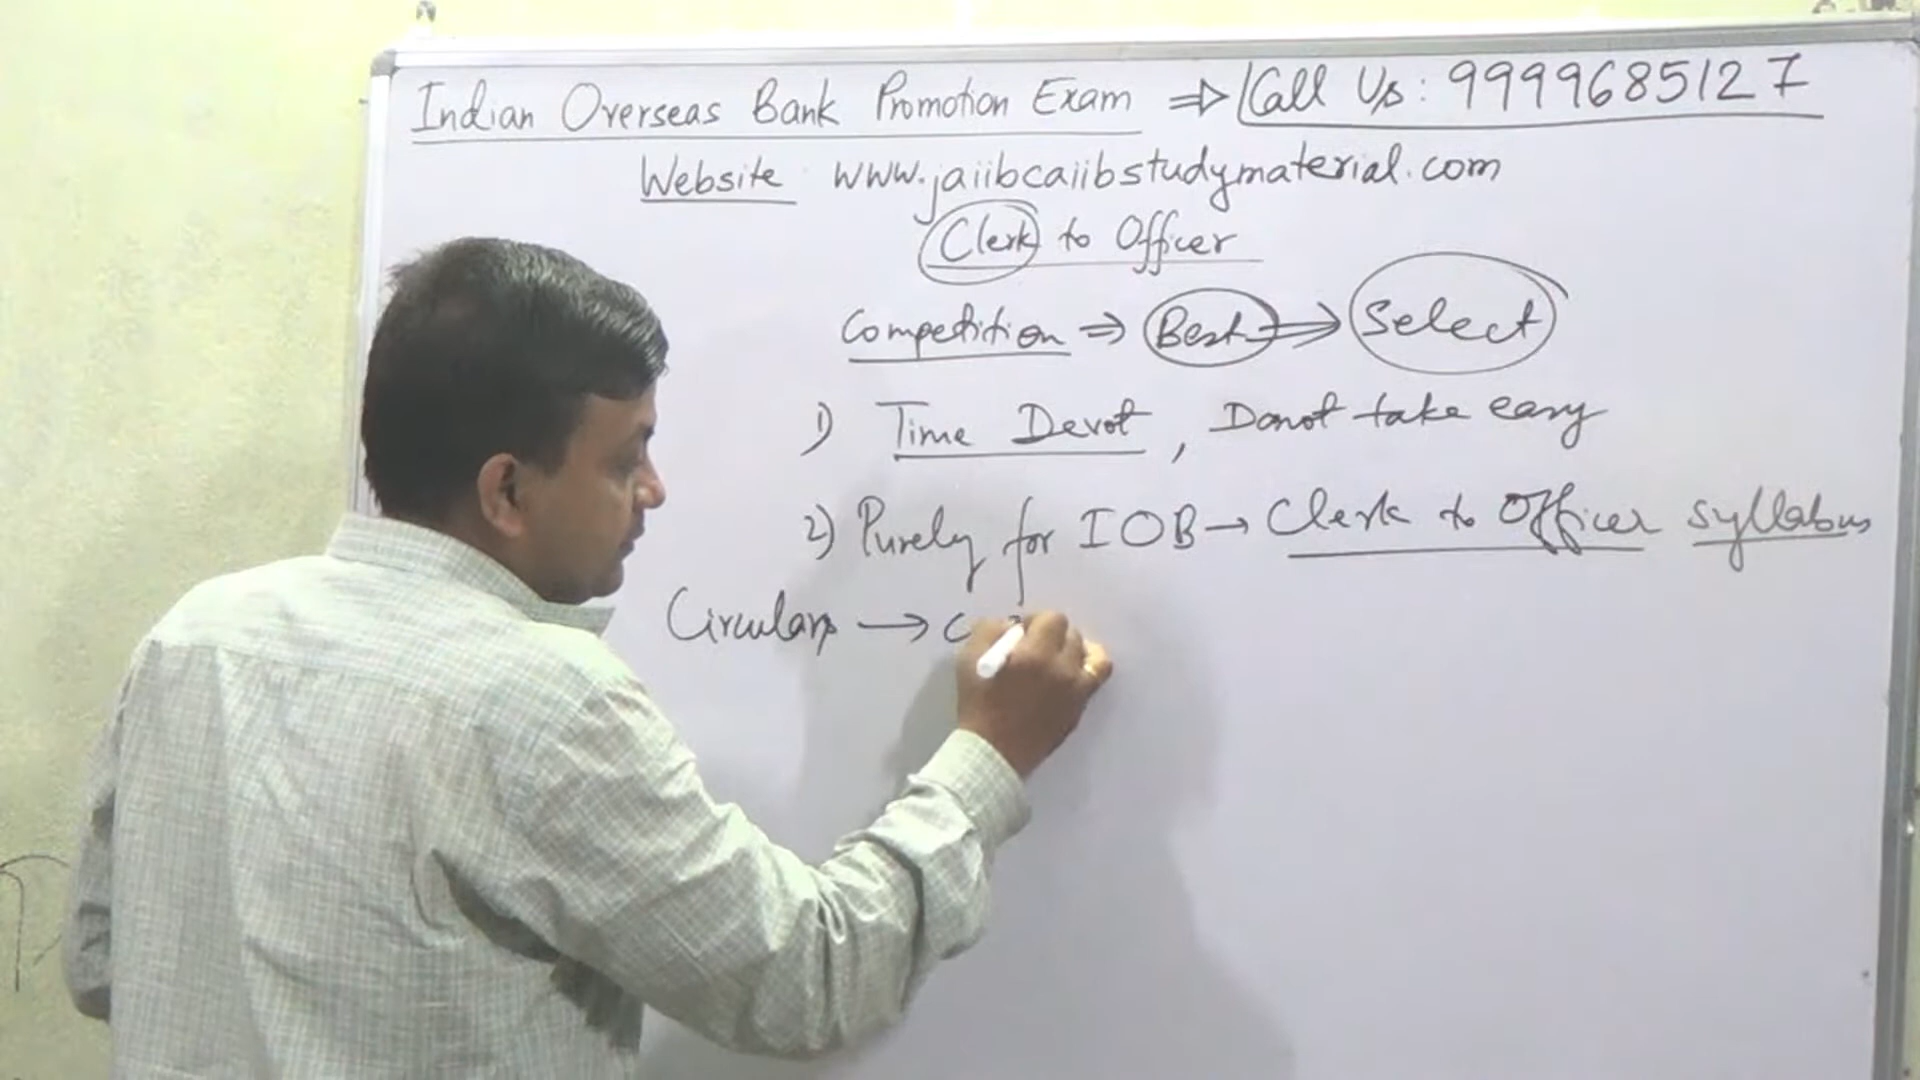 Indian Overseas Bank Promotion Exam ⇒ Call Us: 9999685127
Website www.jaiibcaiibstudymaterial.com
Clerk to Officer
Competition ⇒ Best ⇒ Select
1) Time Devot, Donot take easy
2) Purely for IOB → Clerk to Officer syllabus
Circulars → C